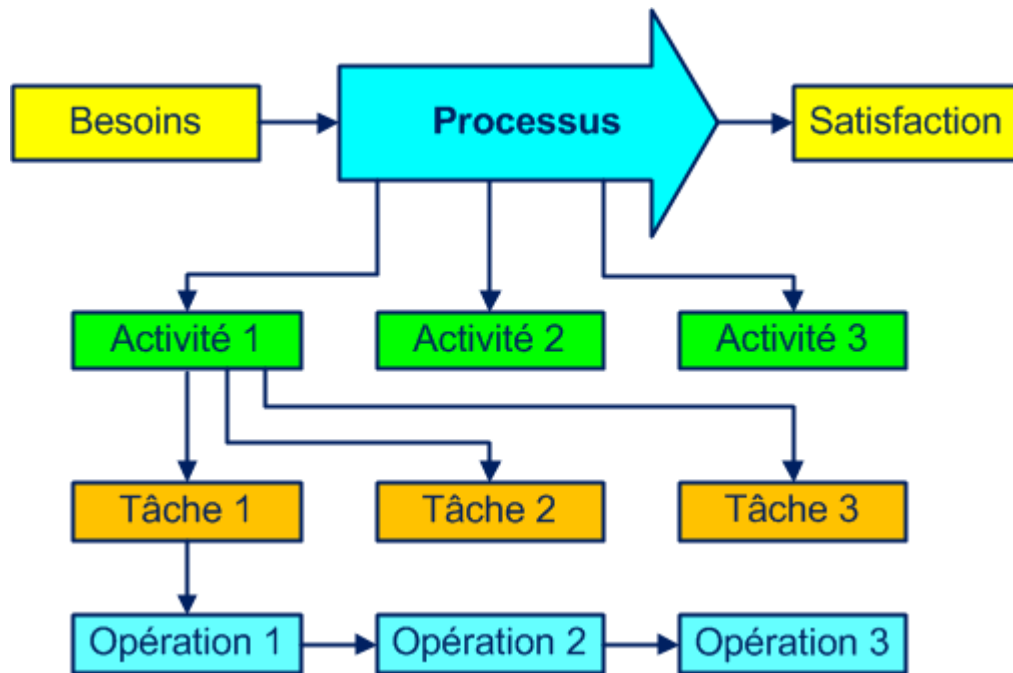 Besoins
Processus
Satisfaction
Activité 1
Activité 2
Activité 3
Tâche 1
Tâche 2
Tâche 3
Opération 1
Opération 2
Opération 3